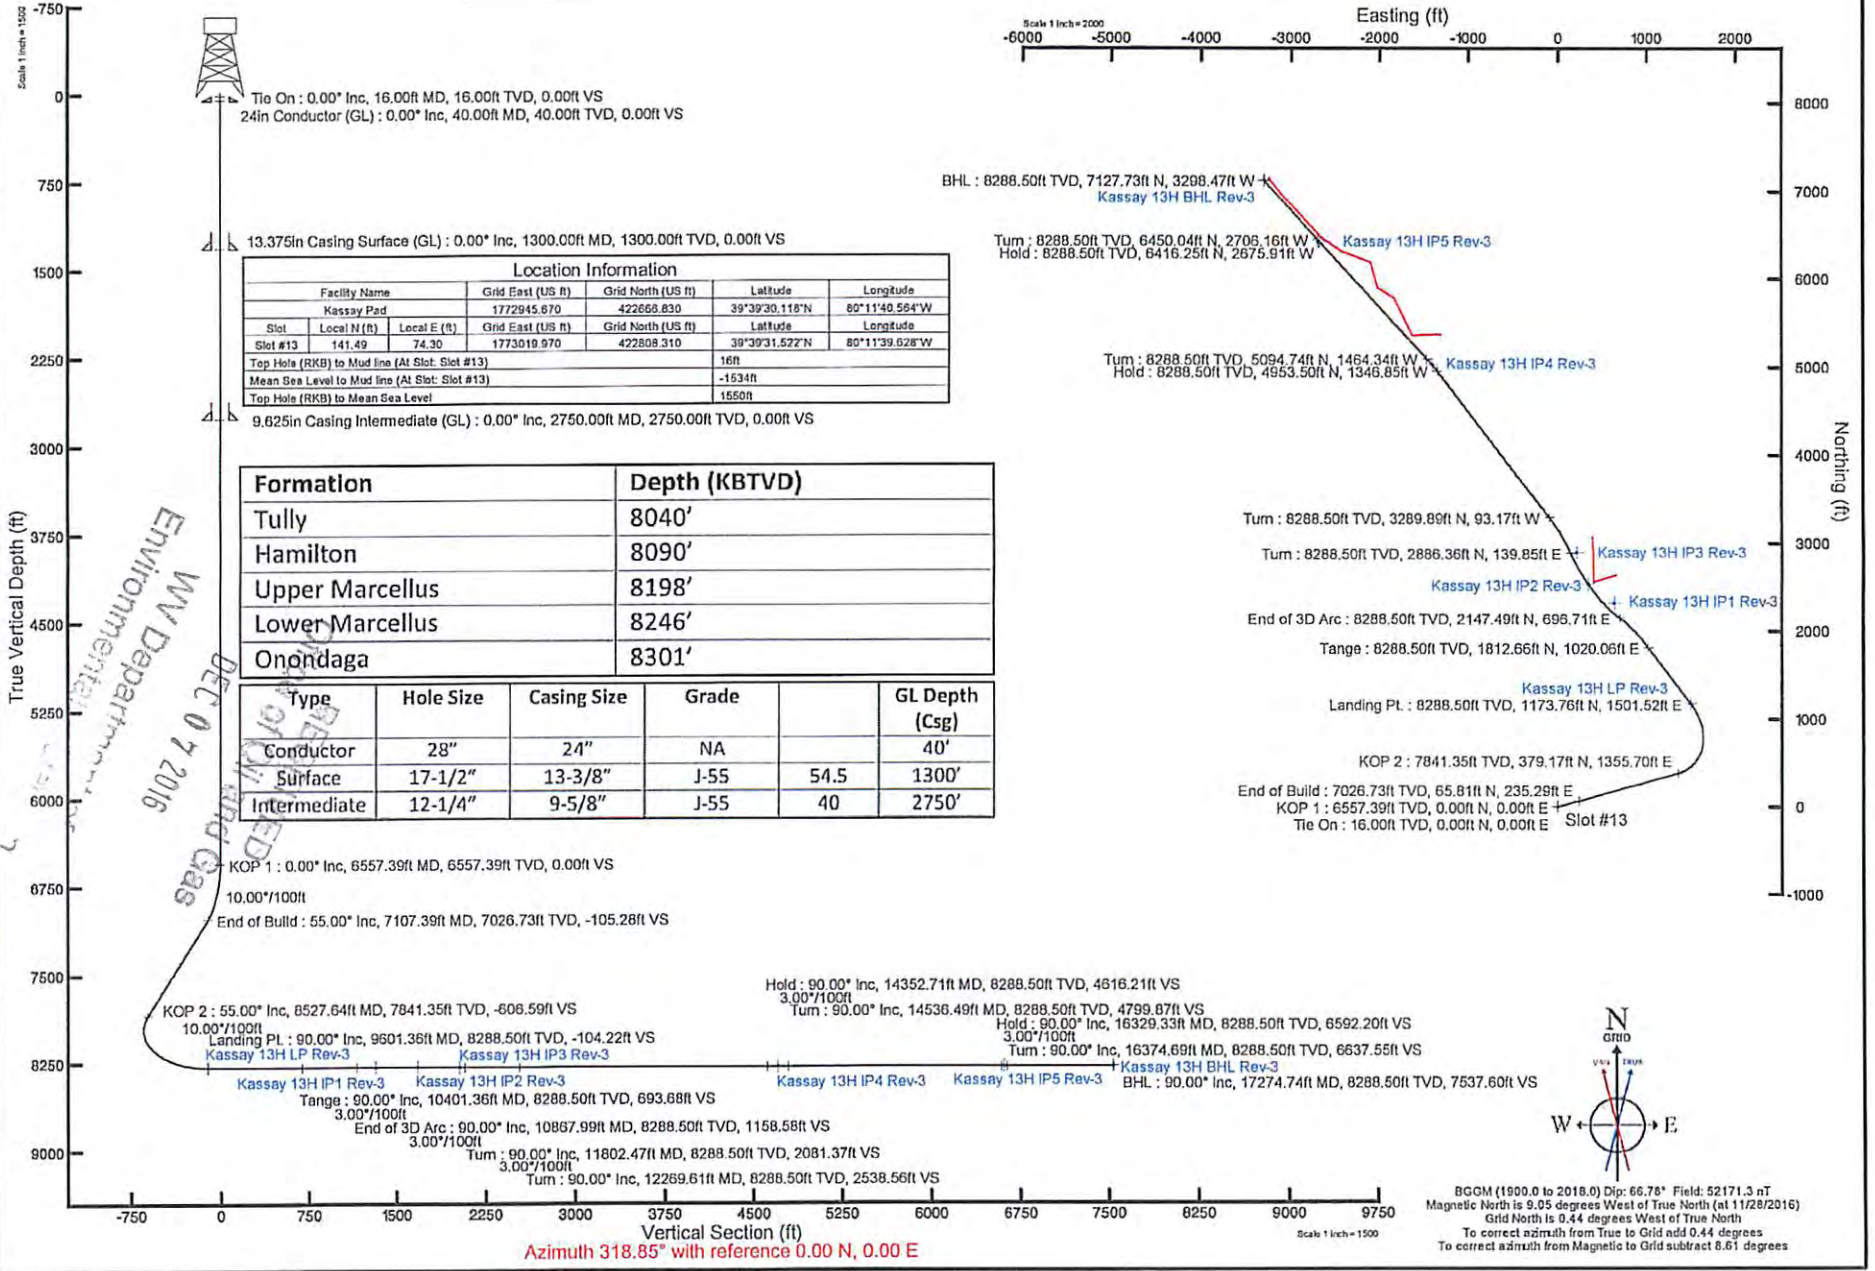 Scale 1 inch = 1500
-750
0
750
1500
2250
3000
3750
4500
5250
6000
6750
7500
8250
9000
True Vertical Depth (ft)
Tie On : 0.00° Inc, 16.00ft MD, 16.00ft TVD, 0.00ft VS
24in Conductor (GL) : 0.00° Inc, 40.00ft MD, 40.00ft TVD, 0.00ft VS
13.375in Casing Surface (GL) : 0.00° Inc, 1300.00ft MD, 1300.00ft TVD, 0.00ft VS
Location Information
Facility Name Grid East (US ft) Grid North (US ft) Latitude Longitude
Kassay Pad 1772945.670 422666.830 39°39'30.118"N 80°11'40.564"W
Slot Local N (ft) Local E (ft) Grid East (US ft) Grid North (US ft) Latitude Longitude
Slot #13 141.49 74.30 1773019.970 422808.310 39°39'31.522"N 80°11'39.628"W
Top Hole (RKB) to Mud line (At Slot: Slot #13) 16ft
Mean Sea Level to Mud line (At Slot: Slot #13) -1534ft
Top Hole (RKB) to Mean Sea Level 1550ft
9.625in Casing Intermediate (GL) : 0.00° Inc, 2750.00ft MD, 2750.00ft TVD, 0.00ft VS
Formation Depth (KBTVD)
Tully 8040'
Hamilton 8090'
Upper Marcellus 8198'
Lower Marcellus 8246'
Onondaga 8301'
Type Hole Size Casing Size Grade GL Depth (Csg)
Conductor 28" 24" NA 40'
Surface 17-1/2" 13-3/8" J-55 54.5 1300'
Intermediate 12-1/4" 9-5/8" J-55 40 2750'
RECEIVED
Office of Oil and Gas
DEC 07 2016
WV Department of
Environmental
KOP 1 : 0.00° Inc, 6557.39ft MD, 6557.39ft TVD, 0.00ft VS
10.00°/100ft
End of Build : 55.00° Inc, 7107.39ft MD, 7026.73ft TVD, -105.28ft VS
KOP 2 : 55.00° Inc, 8527.64ft MD, 7841.35ft TVD, -606.59ft VS
10.00°/100ft
Landing Pt. : 90.00° Inc, 9601.36ft MD, 8288.50ft TVD, -104.22ft VS
Kassay 13H LP Rev-3
Kassay 13H IP3 Rev-3
Kassay 13H IP1 Rev-3
Kassay 13H IP2 Rev-3
Tange : 90.00° Inc, 10401.36ft MD, 8288.50ft TVD, 693.68ft VS
3.00°/100ft
End of 3D Arc : 90.00° Inc, 10867.99ft MD, 8288.50ft TVD, 1158.58ft VS
3.00°/100ft
Turn : 90.00° Inc, 11802.47ft MD, 8288.50ft TVD, 2081.37ft VS
3.00°/100ft
Turn : 90.00° Inc, 12269.61ft MD, 8288.50ft TVD, 2538.56ft VS
Hold : 90.00° Inc, 14352.71ft MD, 8288.50ft TVD, 4616.21ft VS
3.00°/100ft
Turn : 90.00° Inc, 14536.49ft MD, 8288.50ft TVD, 4799.87ft VS
Hold : 90.00° Inc, 16329.33ft MD, 8288.50ft TVD, 6592.20ft VS
3.00°/100ft
Turn : 90.00° Inc, 16374.69ft MD, 8288.50ft TVD, 6637.55ft VS
Kassay 13H BHL Rev-3
Kassay 13H IP4 Rev-3
Kassay 13H IP5 Rev-3
BHL : 90.00° Inc, 17274.74ft MD, 8288.50ft TVD, 7537.60ft VS
-750 0 750 1500 2250 3000 3750 4500 5250 6000 6750 7500 8250 9000 9750
Vertical Section (ft)
Scale 1 inch = 1500
Azimuth 318.85° with reference 0.00 N, 0.00 E
Easting (ft)
Scale 1 inch = 2000
-6000 -5000 -4000 -3000 -2000 -1000 0 1000 2000
8000
7000
6000
5000
4000
3000
2000
1000
0
-1000
Northing (ft)
BHL : 8288.50ft TVD, 7127.73ft N, 3298.47ft W
Kassay 13H BHL Rev-3
Turn : 8288.50ft TVD, 6450.04ft N, 2706.16ft W
Kassay 13H IP5 Rev-3
Hold : 8288.50ft TVD, 6416.25ft N, 2675.91ft W
Turn : 8288.50ft TVD, 5094.74ft N, 1464.34ft W
Kassay 13H IP4 Rev-3
Hold : 8288.50ft TVD, 4953.50ft N, 1346.85ft W
Turn : 8288.50ft TVD, 3289.89ft N, 93.17ft W
Turn : 8288.50ft TVD, 2886.36ft N, 139.85ft E
Kassay 13H IP3 Rev-3
Kassay 13H IP2 Rev-3
Kassay 13H IP1 Rev-3
End of 3D Arc : 8288.50ft TVD, 2147.49ft N, 696.71ft E
Tange : 8288.50ft TVD, 1812.66ft N, 1020.06ft E
Kassay 13H LP Rev-3
Landing Pt. : 8288.50ft TVD, 1173.76ft N, 1501.52ft E
KOP 2 : 7841.35ft TVD, 379.17ft N, 1355.70ft E
End of Build : 7026.73ft TVD, 65.81ft N, 235.29ft E
KOP 1 : 6557.39ft TVD, 0.00ft N, 0.00ft E
Tie On : 16.00ft TVD, 0.00ft N, 0.00ft E
Slot #13
N
GRID
TRUE
W
E
BGGM (1900.0 to 2018.0) Dip: 66.78° Field: 52171.3 nT
Magnetic North is 9.05 degrees West of True North (at 11/28/2016)
Grid North is 0.44 degrees West of True North
To correct azimuth from True to Grid add 0.44 degrees
To correct azimuth from Magnetic to Grid subtract 8.61 degrees